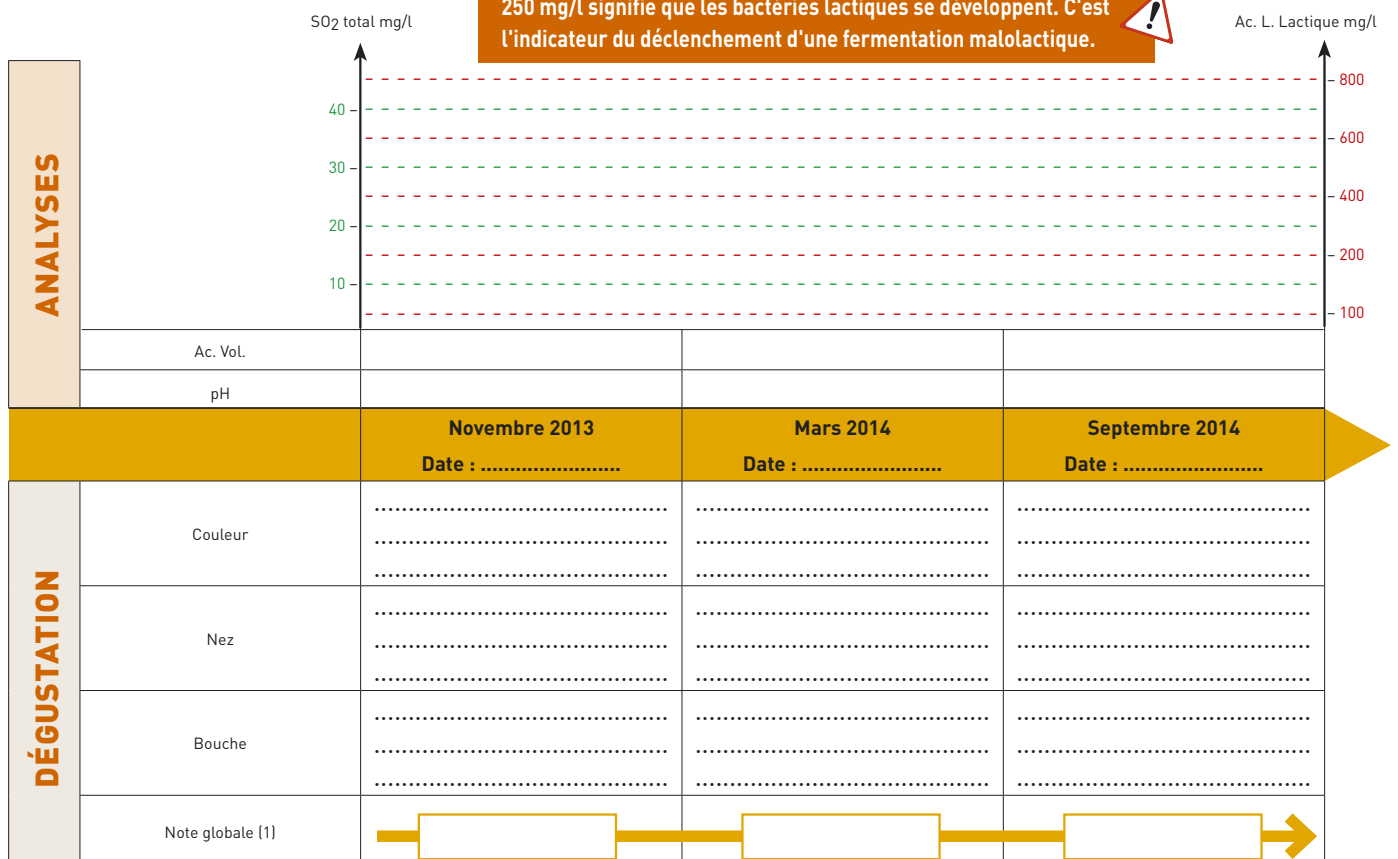 250 mg/l signifie que les bactéries lactiques se développent. C'est
l'indicateur du déclenchement d'une fermentation malolactique.
!
SO2 total mg/l
Ac. L. Lactique mg/l
ANALYSES
800
40
600
30
400
20
200
10
100
Ac. Vol.
pH
Novembre 2013 Mars 2014 Septembre 2014
Date : ........................ Date : ........................ Date : ........................
DÉGUSTATION
Couleur
Nez
Bouche
Note globale (1)